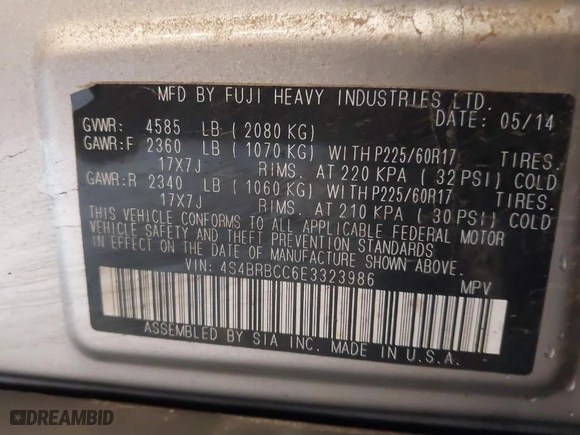 MFD BY FUJI HEAVY INDUSTRIES LTD.
DATE: 05/14
GVWR: 4585 LB ( 2080 KG)
GAWR:F 2360 LB ( 1070 KG) WITH P225/60R17 TIRES.
17X7J RIMS. AT 220 KPA ( 32 PSI) COLD
GAWR:R 2340 LB ( 1060 KG) WITH P225/60R17 TIRES.
17X7J RIMS. AT 210 KPA ( 30 PSI) COLD
THIS VEHICLE CONFORMS TO ALL APPLICABLE FEDERAL MOTOR
VEHICLE SAFETY AND THEFT PREVENTION STANDARDS
IN EFFECT ON THE DATE OF MANUFACTURE SHOWN ABOVE.
VIN: 4S4BRBCC6E3323986 MPV
ASSEMBLED BY SIA INC. MADE IN U.S.A.
DREAMBID